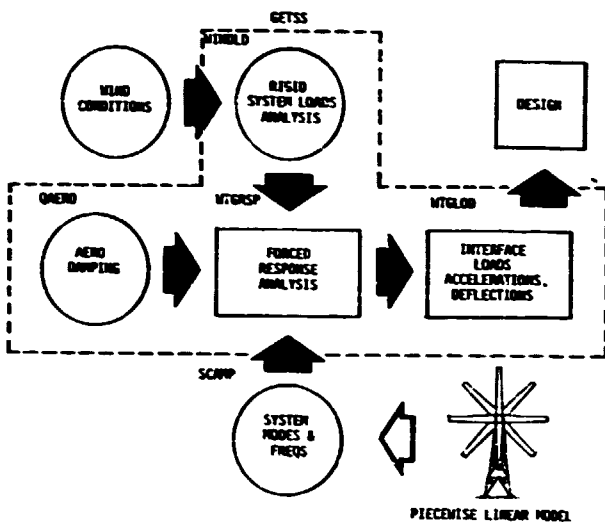 GETSS
WINDLD
WIND
CONDITIONS
RIGID
SYSTEM LOADS
ANALYSIS
DESIGN
QAERO
WTGRSP
WTGLOD
AERO
DAMPING
FORCED
RESPONSE
ANALYSIS
INTERFACE
LOADS
ACCELERATIONS,
DEFLECTIONS
SCAMP
SYSTEM
MODES &
FREQS
PIECEWISE LINEAR MODEL